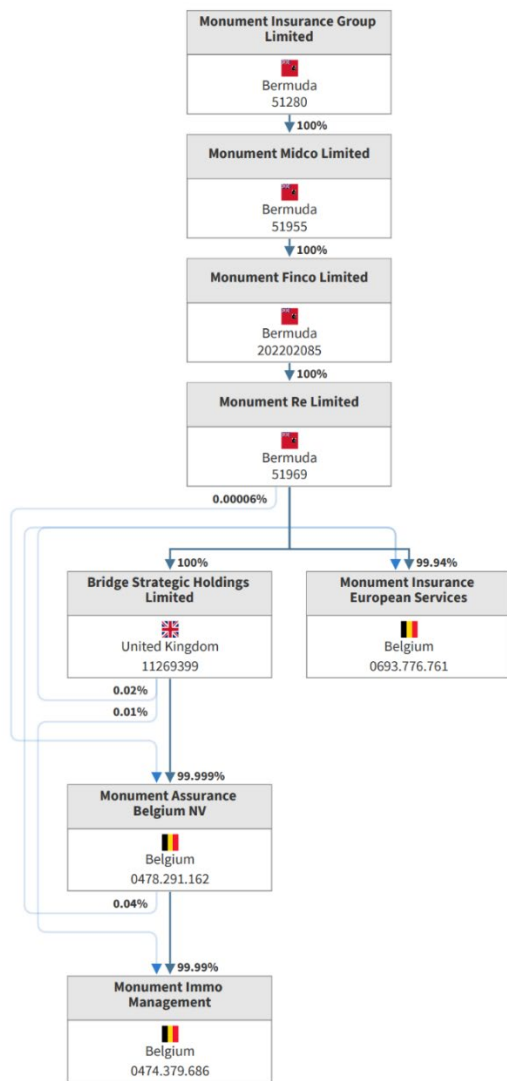 Monument Insurance Group
Limited
Bermuda
51280
100%
Monument Midco Limited
Bermuda
51955
100%
Monument Finco Limited
Bermuda
202202085
100%
Monument Re Limited
Bermuda
51969
0.00006%
100%
99.94%
Bridge Strategic Holdings
Limited
United Kingdom
11269399
Monument Insurance
European Services
Belgium
0693.776.761
0.02%
0.01%
99.999%
Monument Assurance
Belgium NV
Belgium
0478.291.162
0.04%
99.99%
Monument Immo
Management
Belgium
0474.379.686